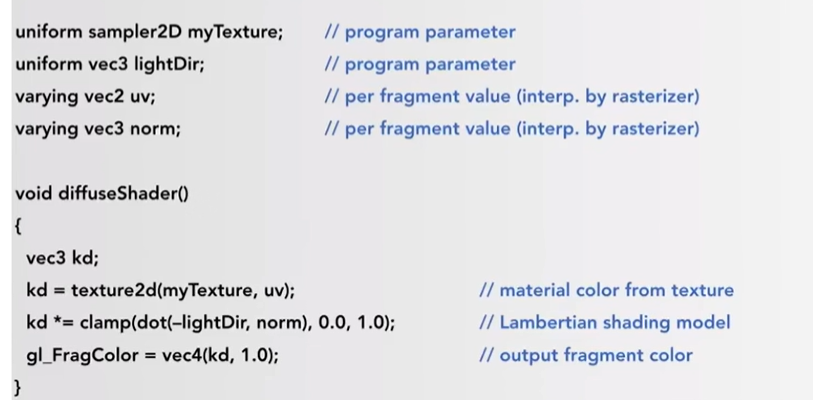 uniform sampler2D myTexture; // program parameter
uniform vec3 lightDir; // program parameter
varying vec2 uv; // per fragment value (interp. by rasterizer)
varying vec3 norm; // per fragment value (interp. by rasterizer)
void diffuseShader()
{
vec3 kd;
kd = texture2d(myTexture, uv); // material color from texture
kd *= clamp(dot(–lightDir, norm), 0.0, 1.0); // Lambertian shading model
gl_FragColor = vec4(kd, 1.0); // output fragment color
}